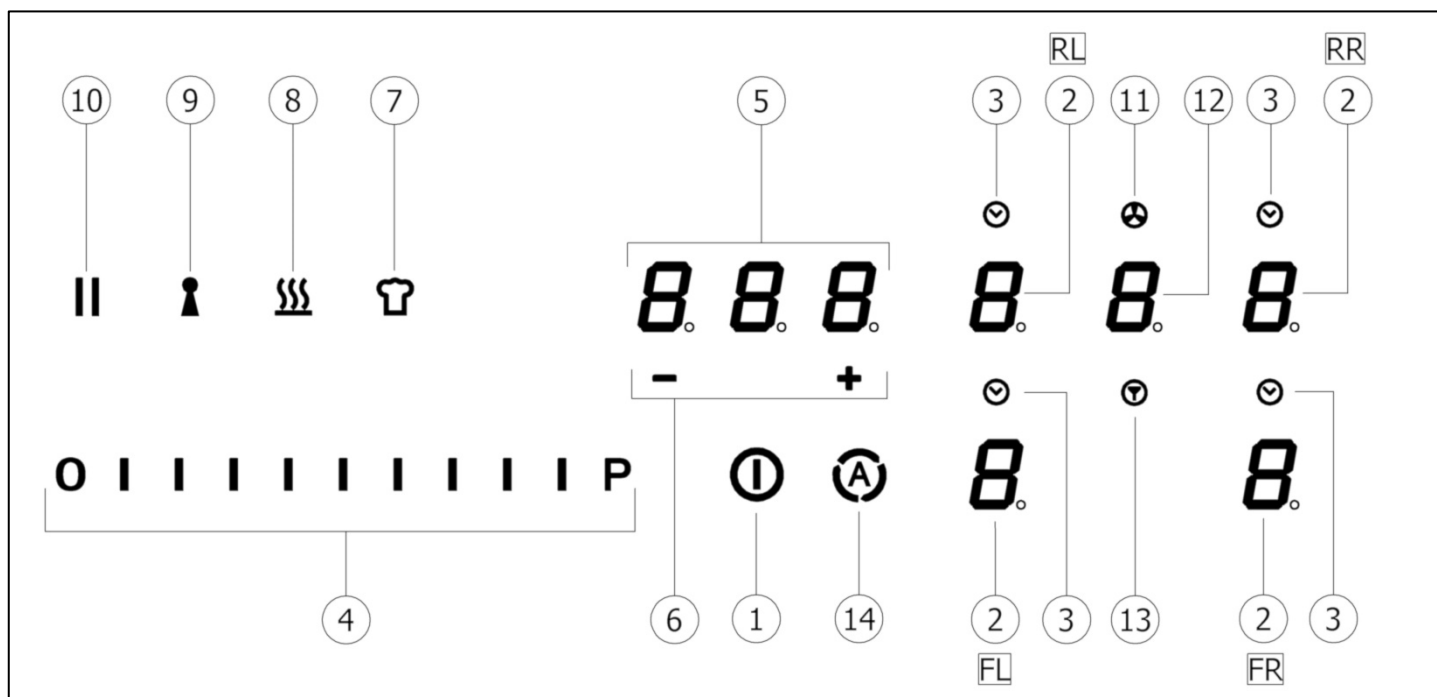 RL RR
10 9 8 7 5 3 2 11 12 3 2
8. 8. 8. 8. 8. 8.
- +
0 I I I I I I I I I P A 8. 8.
4 6 1 14 2 3 13 2 3
FL FR